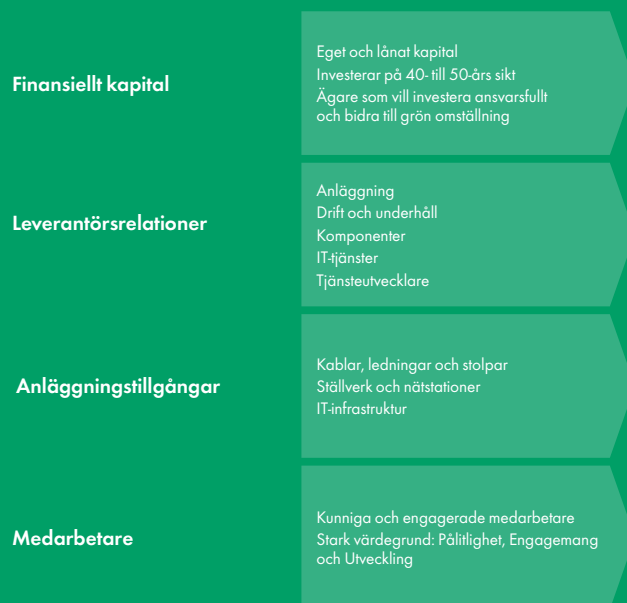 Finansiellt kapital
Eget och lånat kapital
Investerar på 40- till 50-års sikt
Ägare som vill investera ansvarsfullt
och bidra till grön omställning
Leverantörsrelationer
Anläggning
Drift och underhåll
Komponenter
IT-tjänster
Tjänsteutvecklare
Anläggningstillgångar
Kablar, ledningar och stolpar
Ställverk och nätstationer
IT-infrastruktur
Medarbetare
Kunniga och engagerade medarbetare
Stark värdegrund: Pålitlighet, Engagemang
och Utveckling